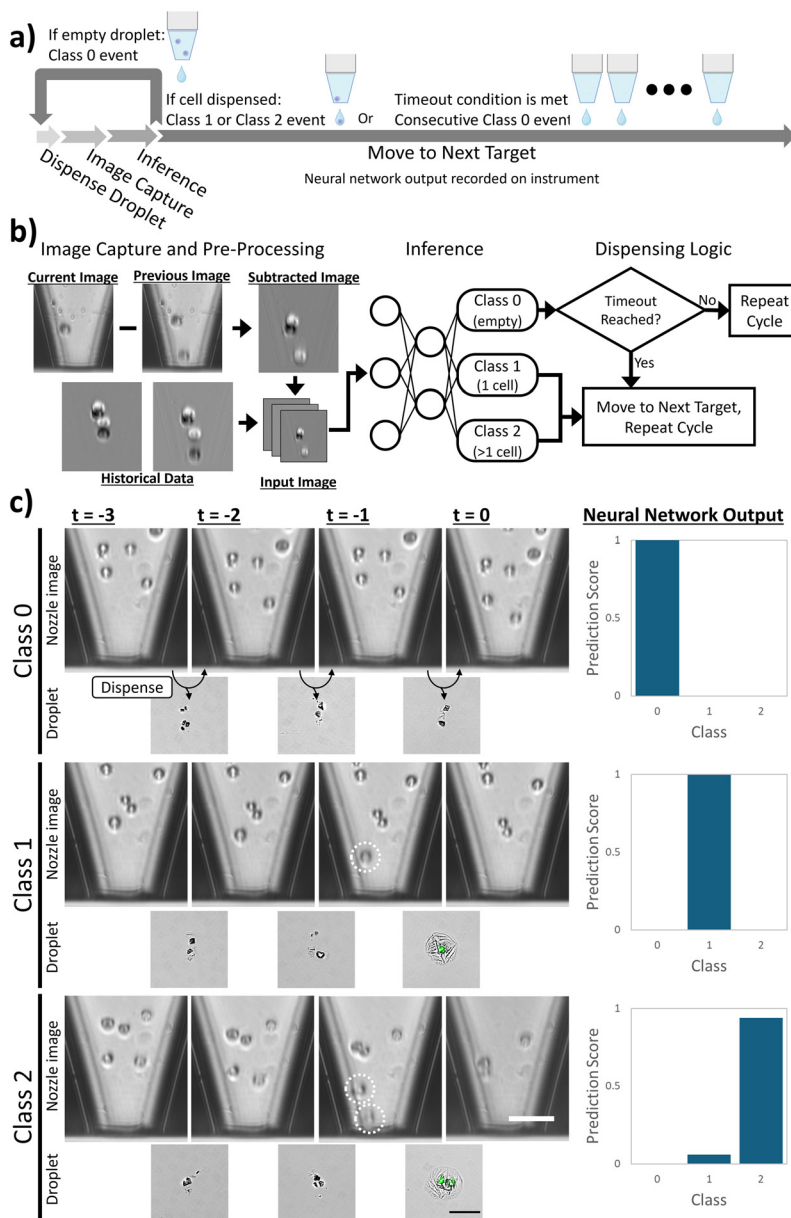 a)
If empty droplet:
Class 0 event
If cell dispensed:
Class 1 or Class 2 event
Or
Timeout condition is met
Consecutive Class 0 event
Dispense Droplet
Image Capture
Inference
Move to Next Target
Neural network output recorded on instrument
b)
Image Capture and Pre-Processing
Inference
Dispensing Logic
Current Image
Previous Image
Subtracted Image
Class 0
(empty)
Timeout
Reached?
No
Repeat
Cycle
Class 1
(1 cell)
Yes
Move to Next Target,
Repeat Cycle
Class 2
(>1 cell)
Historical Data
Input Image
c)
t = -3
t = -2
t = -1
t = 0
Neural Network Output
Class 0
Nozzle image
Dispense
Droplet
Prediction Score
1
0.5
0
0
1
2
Class
Class 1
Nozzle image
Droplet
Prediction Score
1
0.5
0
0
1
2
Class
Class 2
Nozzle image
Droplet
Prediction Score
1
0.5
0
0
1
2
Class